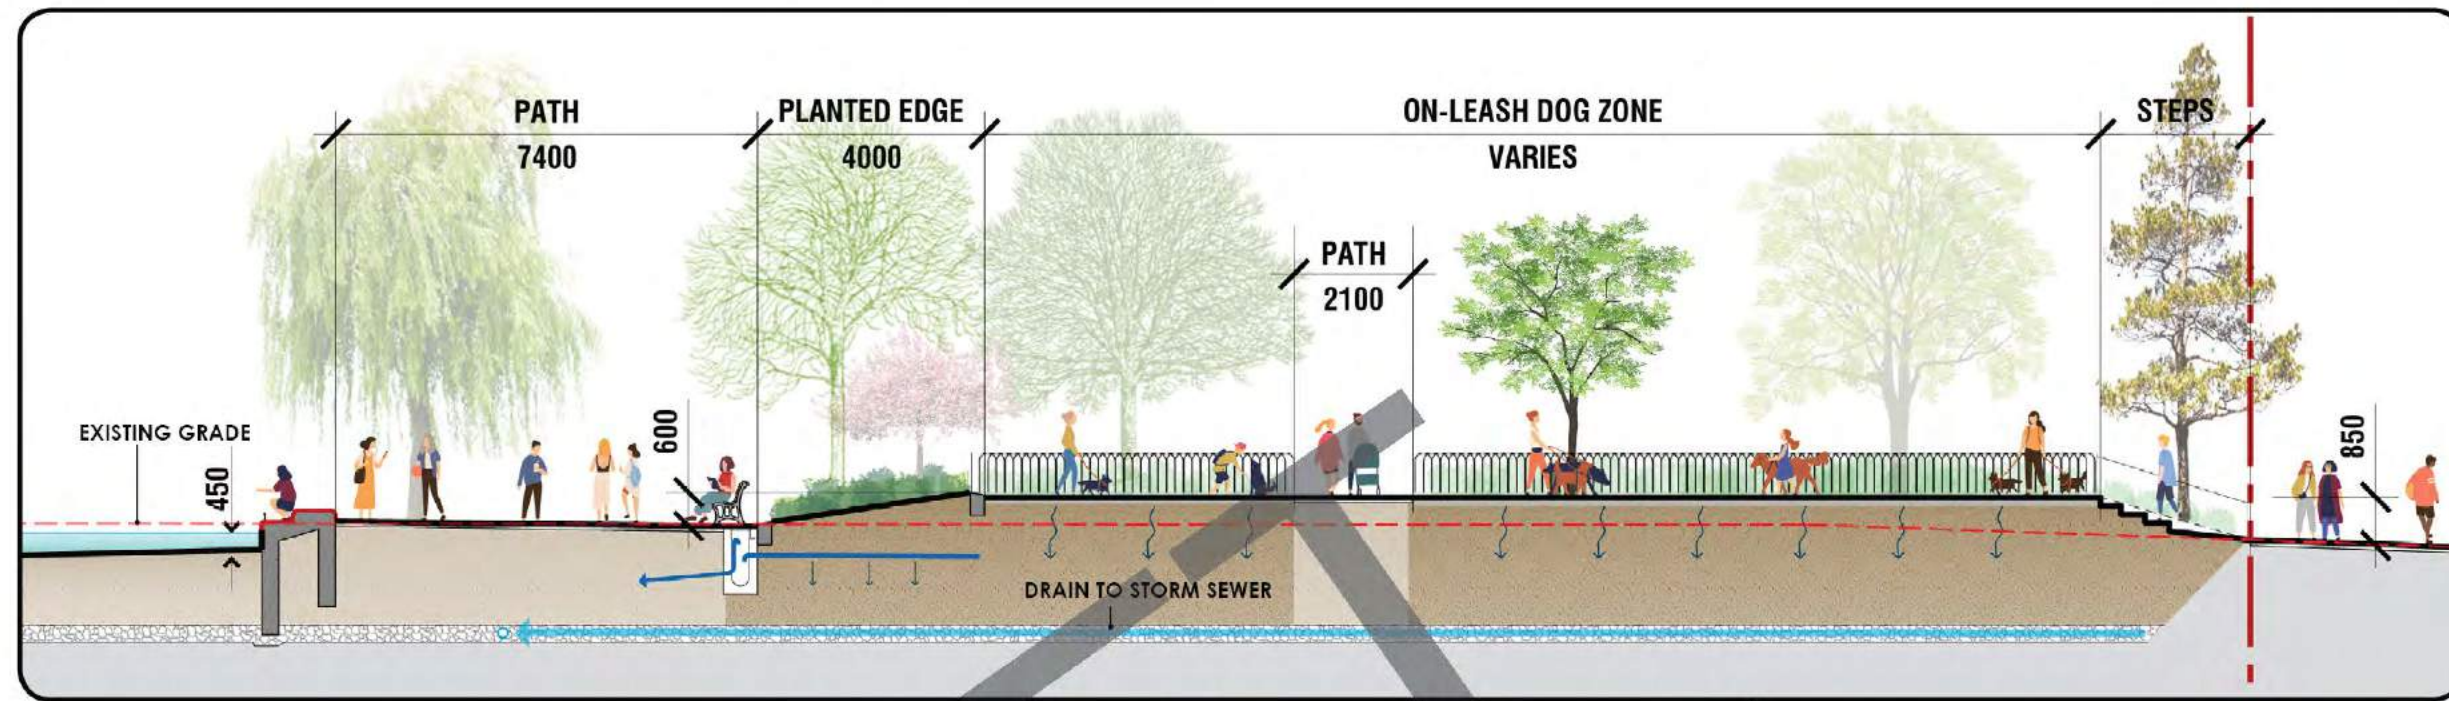 PATH
7400
PLANTED EDGE
4000
ON-LEASH DOG ZONE
VARIES
STEPS
PATH
2100
EXISTING GRADE
450
600
850
DRAIN TO STORM SEWER